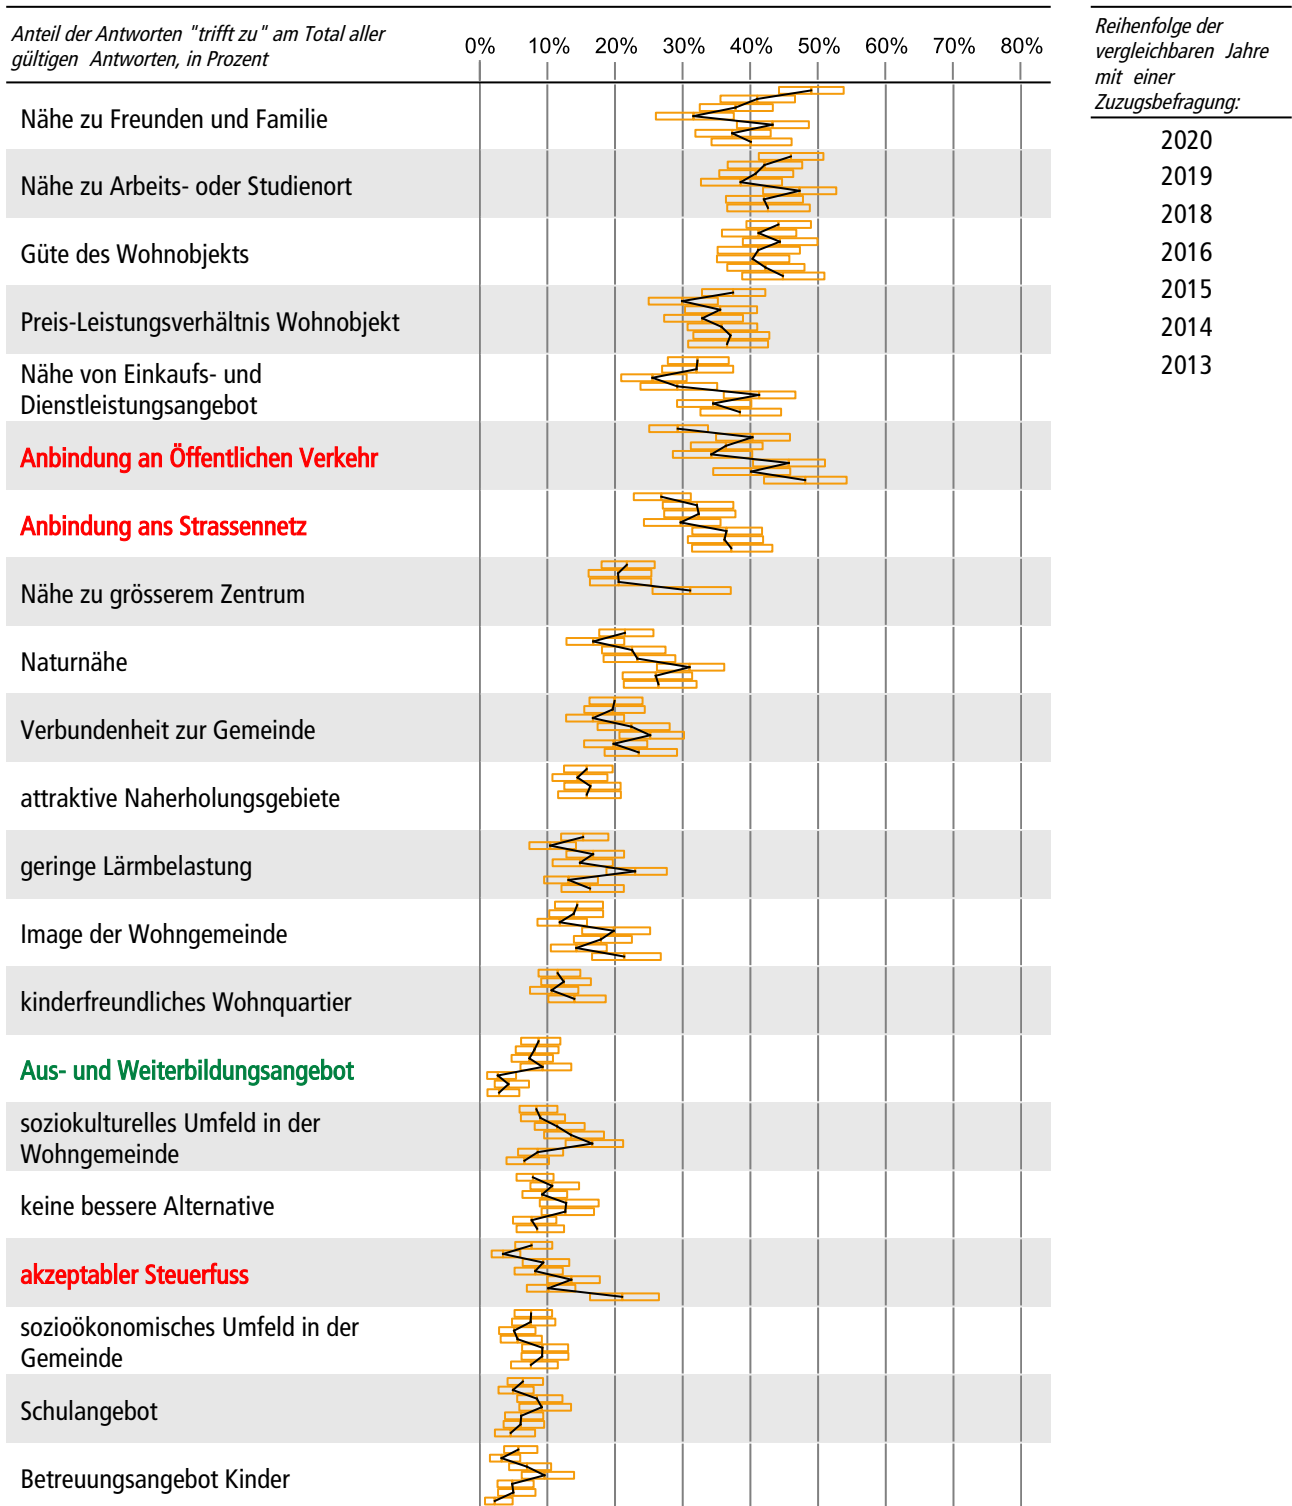 Anteil der Antworten "trifft zu" am Total aller
gültigen Antworten, in Prozent
0% 10% 20% 30% 40% 50% 60% 70% 80%
Reihenfolge der
vergleichbaren Jahre
mit einer
Zuzugsbefragung:
2020
2019
2018
2016
2015
2014
2013
Nähe zu Freunden und Familie
Nähe zu Arbeits- oder Studienort
Güte des Wohnobjekts
Preis-Leistungsverhältnis Wohnobjekt
Nähe von Einkaufs- und
Dienstleistungsangebot
Anbindung an Öffentlichen Verkehr
Anbindung ans Strassennetz
Nähe zu grösserem Zentrum
Naturnähe
Verbundenheit zur Gemeinde
attraktive Naherholungsgebiete
geringe Lärmbelastung
Image der Wohngemeinde
kinderfreundliches Wohnquartier
Aus- und Weiterbildungsangebot
soziokulturelles Umfeld in der
Wohngemeinde
keine bessere Alternative
akzeptabler Steuerfuss
sozioökonomisches Umfeld in der
Gemeinde
Schulangebot
Betreuungsangebot Kinder